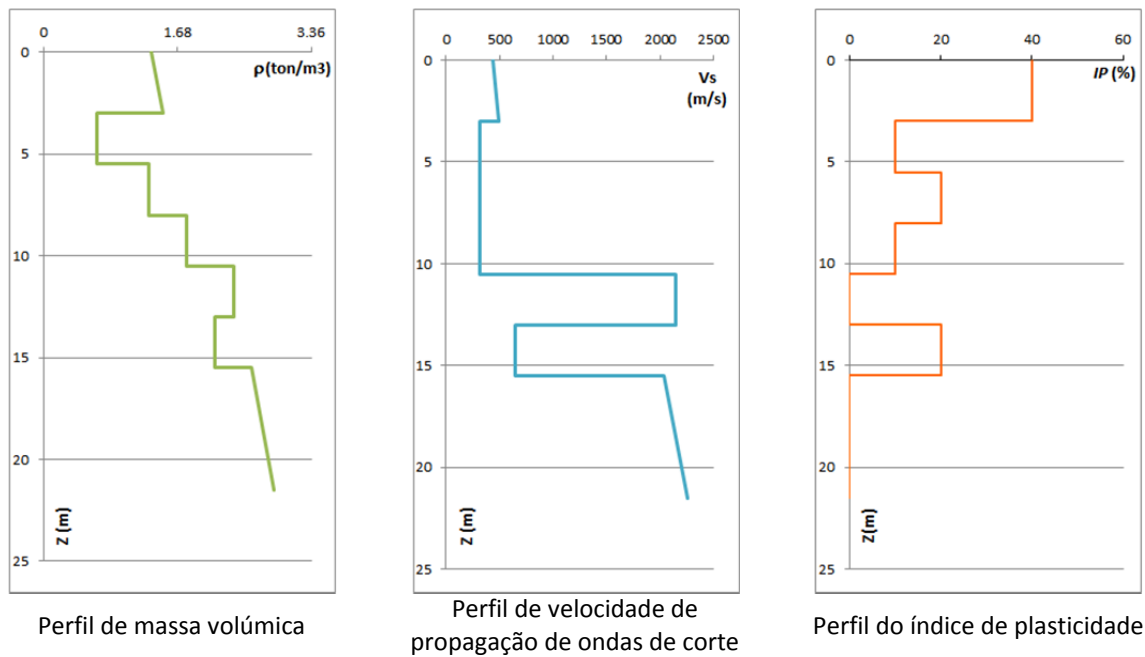 0 1.68 3.36
ρ(ton/m3)
0
5
10
15
20
25
Z (m)
Perfil de massa volúmica
0 500 1000 1500 2000 2500
Vs
(m/s)
0
5
10
15
20
25
Z (m)
Perfil de velocidade de
propagação de ondas de corte
0 20 40 60
IP (%)
0
5
10
15
20
25
Z(m)
Perfil do índice de plasticidade